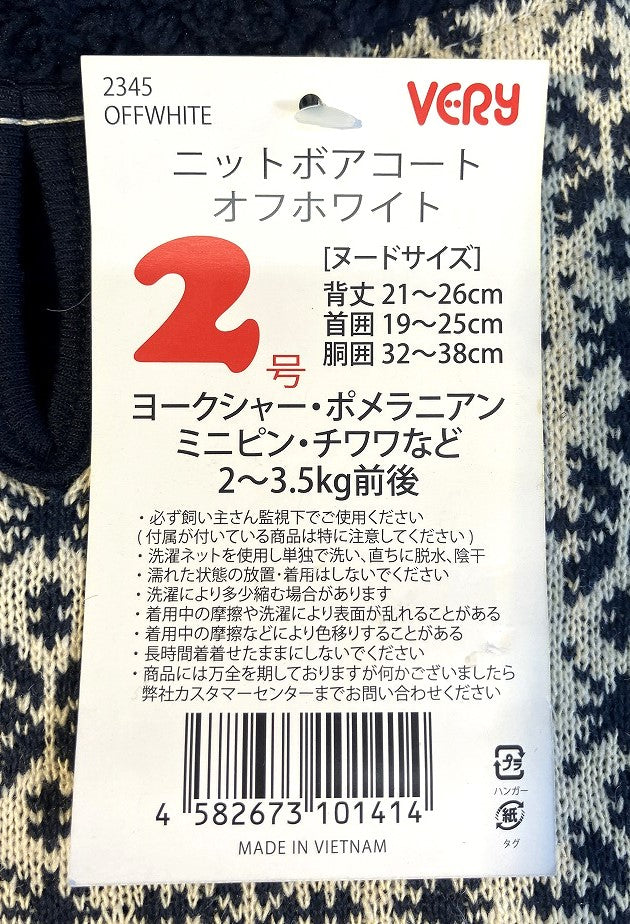 2345
OFFWHITE
VERY
ニットボアコート
オフホワイト
2号
[ヌードサイズ]
背丈 21～26cm
首囲 19～25cm
胴囲 32～38cm
ヨークシャー・ポメラニアン
ミニピン・チワワなど
2～3.5kg前後
・必ず飼い主さん監視下でご使用ください
(付属が付いている商品は特に注意してください)
・洗濯ネットを使用し単独で洗い、直ちに脱水、陰干
・濡れた状態の放置・着用はしないでください
・洗濯により多少縮む場合があります
・着用中の摩擦や洗濯により表面が乱れることがある
・着用中の摩擦などにより色移りすることがある
・長時間着せたままにしないでください
・商品には万全を期しておりますが何かございましたら
弊社カスタマーセンターまでお問い合わせください
4 582673 101414
MADE IN VIETNAM
プラ
ハンガー
紙
タグ